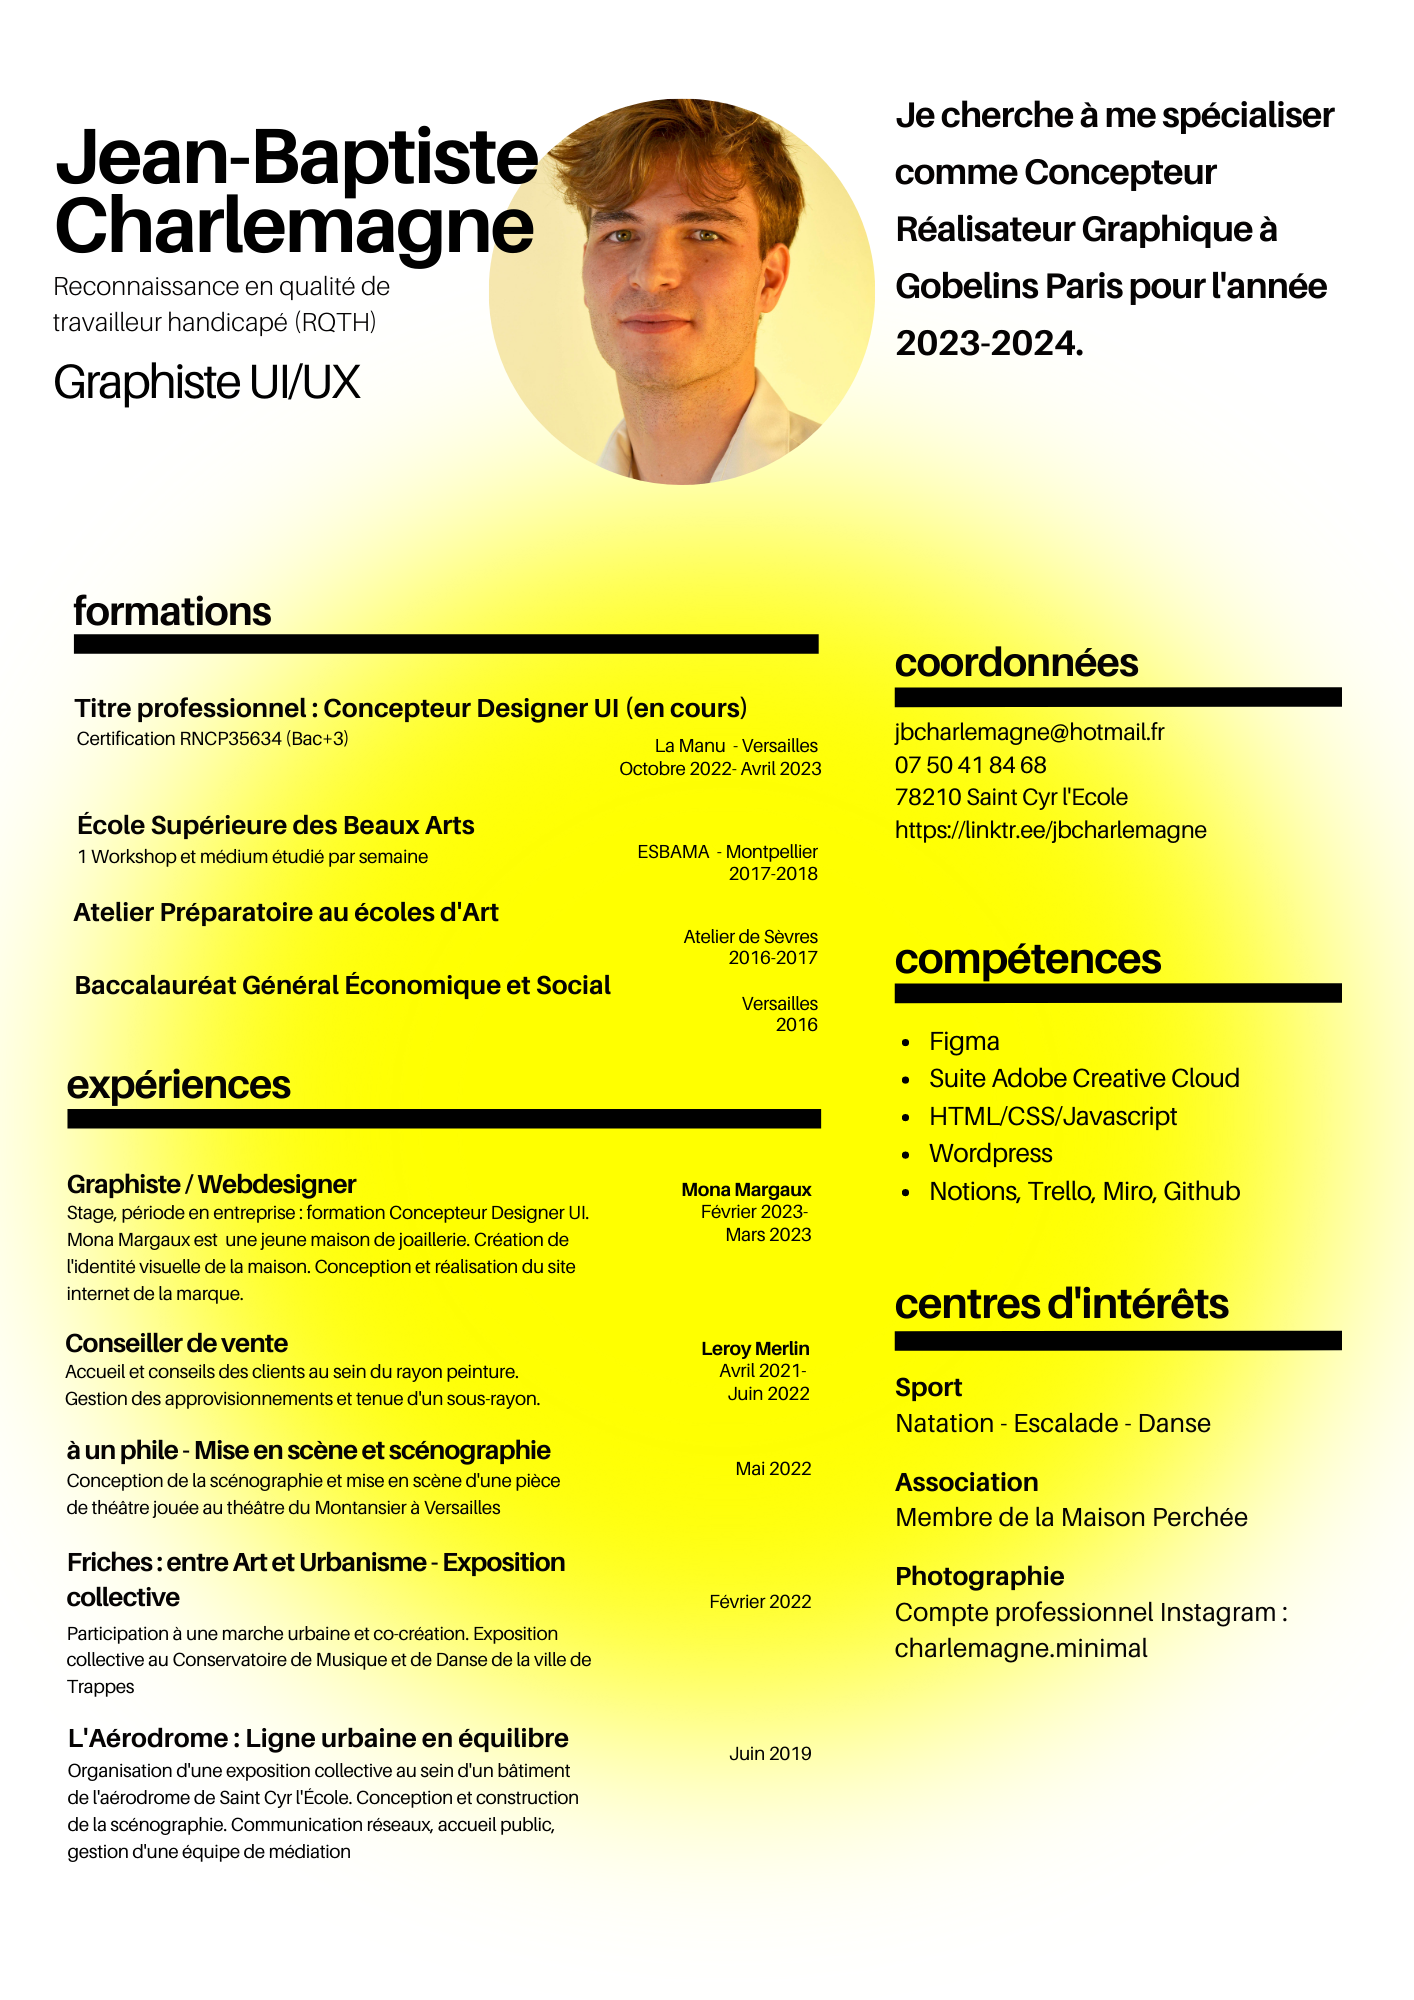 Jean-Baptiste
Charlemagne
Reconnaissance en qualité de
travailleur handicapé (RQTH)
Graphiste UI/UX
Je cherche à me spécialiser
comme Concepteur
Réalisateur Graphique à
Gobelins Paris pour l'année
2023-2024.
formations
Titre professionnel : Concepteur Designer UI (en cours)
Certification RNCP35634 (Bac+3)
La Manu - Versailles
Octobre 2022- Avril 2023
École Supérieure des Beaux Arts
1 Workshop et médium étudié par semaine
ESBAMA - Montpellier
2017-2018
Atelier Préparatoire au écoles d'Art
Atelier de Sèvres
2016-2017
Baccalauréat Général Économique et Social
Versailles
2016
expériences
Graphiste / Webdesigner
Mona Margaux
Février 2023-
Mars 2023
Stage, période en entreprise : formation Concepteur Designer UI.
Mona Margaux est une jeune maison de joaillerie. Création de
l'identité visuelle de la maison. Conception et réalisation du site
internet de la marque.
Conseiller de vente
Leroy Merlin
Avril 2021-
Juin 2022
Accueil et conseils des clients au sein du rayon peinture.
Gestion des approvisionnements et tenue d'un sous-rayon.
à un phile - Mise en scène et scénographie
Mai 2022
Conception de la scénographie et mise en scène d'une pièce
de théâtre jouée au théâtre du Montansier à Versailles
Friches : entre Art et Urbanisme - Exposition
collective
Février 2022
Participation à une marche urbaine et co-création. Exposition
collective au Conservatoire de Musique et de Danse de la ville de
Trappes
L'Aérodrome : Ligne urbaine en équilibre
Juin 2019
Organisation d'une exposition collective au sein d'un bâtiment
de l'aérodrome de Saint Cyr l'École. Conception et construction
de la scénographie. Communication réseaux, accueil public,
gestion d'une équipe de médiation
coordonnées
jbcharlemagne@hotmail.fr
07 50 41 84 68
78210 Saint Cyr l'Ecole
https://linktr.ee/jbcharlemagne
compétences
• Figma
• Suite Adobe Creative Cloud
• HTML/CSS/Javascript
• Wordpress
• Notions, Trello, Miro, Github
centres d'intérêts
Sport
Natation - Escalade - Danse
Association
Membre de la Maison Perchée
Photographie
Compte professionnel Instagram :
charlemagne.minimal